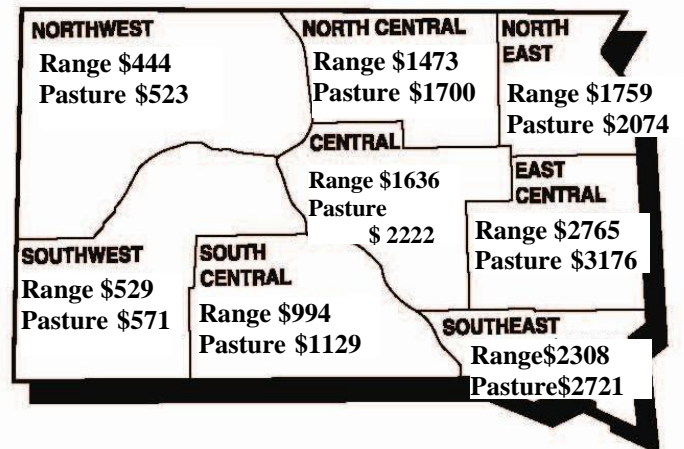 NORTHWEST
Range $444
Pasture $523
NORTH CENTRAL
Range $1473
Pasture $1700
NORTH
EAST
Range $1759
Pasture $2074
CENTRAL
Range $1636
Pasture
$ 2222
EAST
CENTRAL
Range $2765
Pasture $3176
SOUTHWEST
Range $529
Pasture $571
SOUTH
CENTRAL
Range $994
Pasture $1129
SOUTHEAST
Range$2308
Pasture$2721